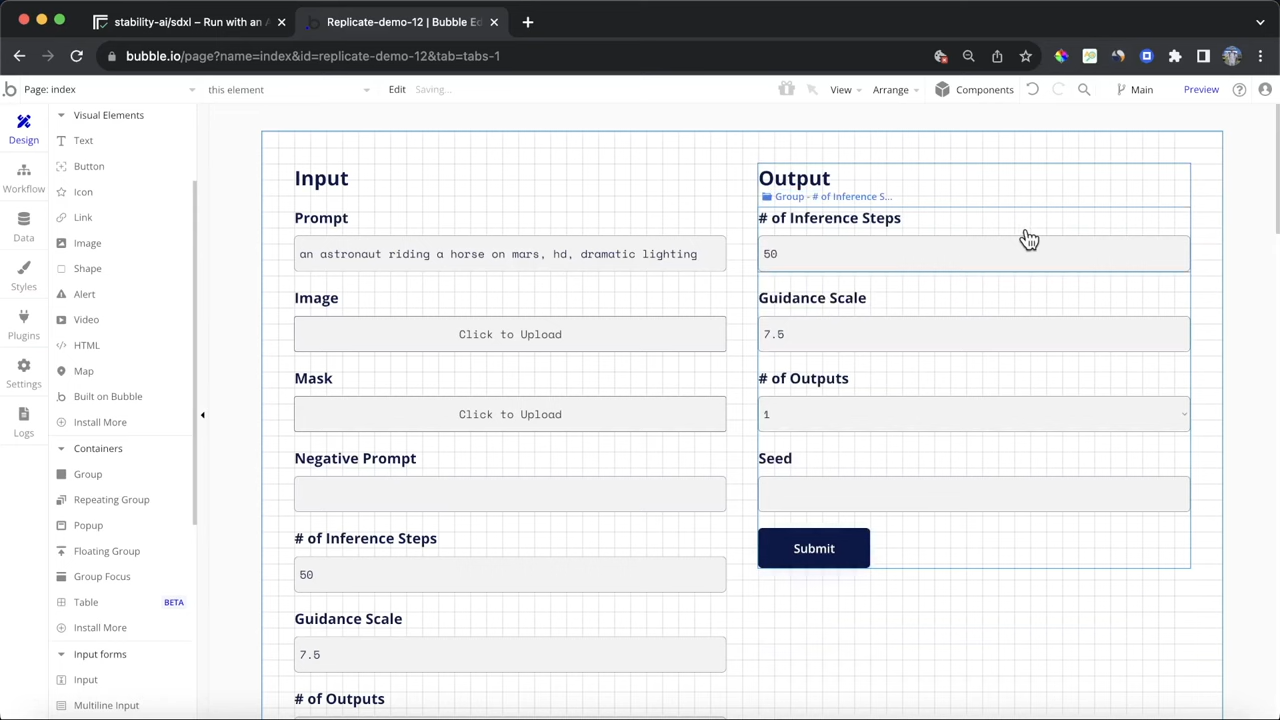 stability-ai/sdxl – Run with an A
Replicate-demo-12 | Bubble Ed
bubble.io/page?name=index&id=replicate-demo-12&tab=tabs-1
Page: index
this element
Edit
Saving...
View
Arrange
Components
Main
Preview
Design
Workflow
Data
Styles
Plugins
Settings
Logs
Visual Elements
Text
Button
Icon
Link
Image
Shape
Alert
Video
HTML
Map
Built on Bubble
Install More
Containers
Group
Repeating Group
Popup
Floating Group
Group Focus
Table BETA
Install More
Input forms
Input
Multiline Input
Input
Prompt
an astronaut riding a horse on mars, hd, dramatic lighting
Image
Click to Upload
Mask
Click to Upload
Negative Prompt
# of Inference Steps
50
Guidance Scale
7.5
# of Outputs
Output
Group - # of Inference S...
# of Inference Steps
50
Guidance Scale
7.5
# of Outputs
1
Seed
Submit